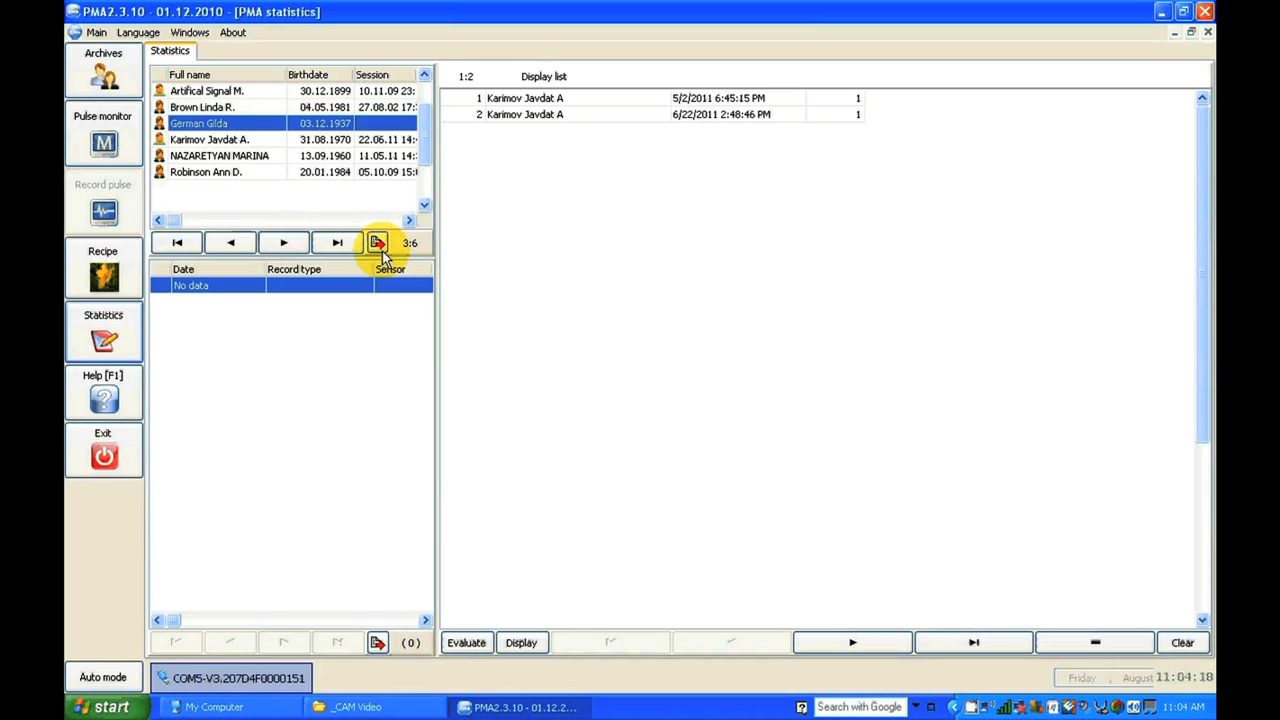 PMA2.3.10 - 01.12.2010 - [PMA statistics]
Main Language Windows About
Archives
Pulse monitor
M
Record pulse
Recipe
Statistics
Help [F1]
Exit
Auto mode
Statistics
Full name Birthdate Session
Artifical Signal M. 30.12.1899 10.11.09 23:
Brown Linda R. 04.05.1981 27.08.02 17:
German Gilda 03.12.1937
Karimov Javdat A. 31.08.1970 22.06.11 14:
NAZARETYAN MARINA 13.09.1960 11.05.11 14:
Robinson Ann D. 20.01.1984 05.10.09 15:
3:6
Date Record type Sensor
No data
(0)
1:2 Display list
1 Karimov Javdat A 5/2/2011 6:45:15 PM 1
2 Karimov Javdat A 6/22/2011 2:48:46 PM 1
Evaluate Display Clear
COM5-V3.207D4F0000151
Friday , August 11:04:18
start My Computer _CAM Video PMA2.3.10 - 01.12.2... Search with Google 11:04 AM